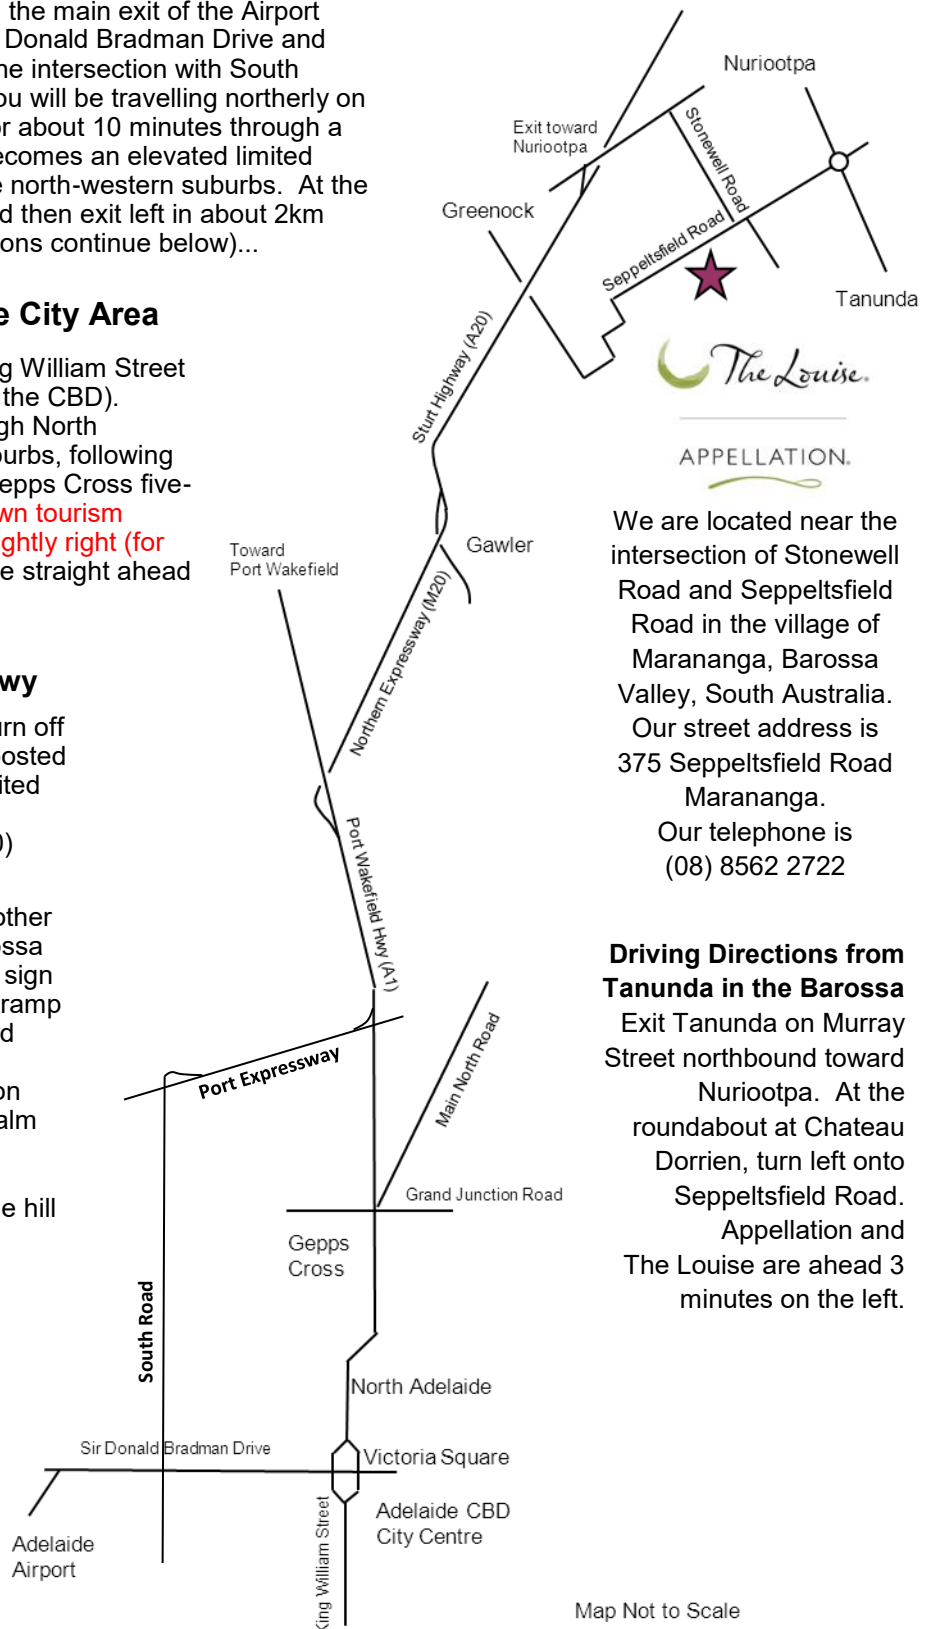 the main exit of the Airport
Donald Bradman Drive and
ne intersection with South
ou will be travelling northerly on
or about 10 minutes through a
ecomes an elevated limited
e north-western suburbs.  At the
d then exit left in about 2km
ons continue below)...
e City Area
g William Street
the CBD).
gh North
ourbs, following
epps Cross five-
wn tourism
ghtly right (for
e straight ahead
wy
urn off
osted
ited
0)
other
ossa
sign
ramp
d
on
alm
e hill
Nuriootpa
Exit toward
Nuriootpa
Stonewell Road
Greenock
Seppeltsfield Road
Tanunda
Sturt Highway (A20)
The Louise.
APPELLATION.
Gawler
Toward
Port Wakefield
Northern Expressway (M20)
Port Wakefield Hwy (A1)
Port Expressway
Main North Road
Grand Junction Road
Gepps
Cross
South Road
North Adelaide
Sir Donald Bradman Drive
Victoria Square
Adelaide CBD
City Centre
King William Street
Adelaide
Airport
Map Not to Scale
We are located near the
intersection of Stonewell
Road and Seppeltsfield
Road in the village of
Marananga, Barossa
Valley, South Australia.
Our street address is
375 Seppeltsfield Road
Marananga.
Our telephone is
(08) 8562 2722
Driving Directions from
Tanunda in the Barossa
Exit Tanunda on Murray
Street northbound toward
Nuriootpa.  At the
roundabout at Chateau
Dorrien, turn left onto
Seppeltsfield Road.
Appellation and
The Louise are ahead 3
minutes on the left.